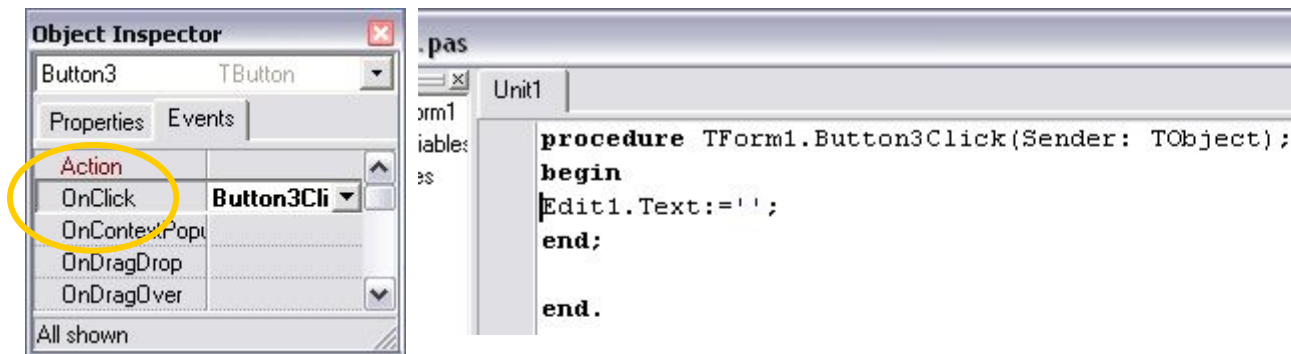 Object Inspector
Button3 TButton
Properties Events
Action
OnClick Button3Cli
OnContextPopu
OnDragDrop
OnDragOver
All shown
.pas
Unit1
orm1
iables
es
procedure TForm1.Button3Click(Sender: TObject);
begin
Edit1.Text:='';
end;
end.